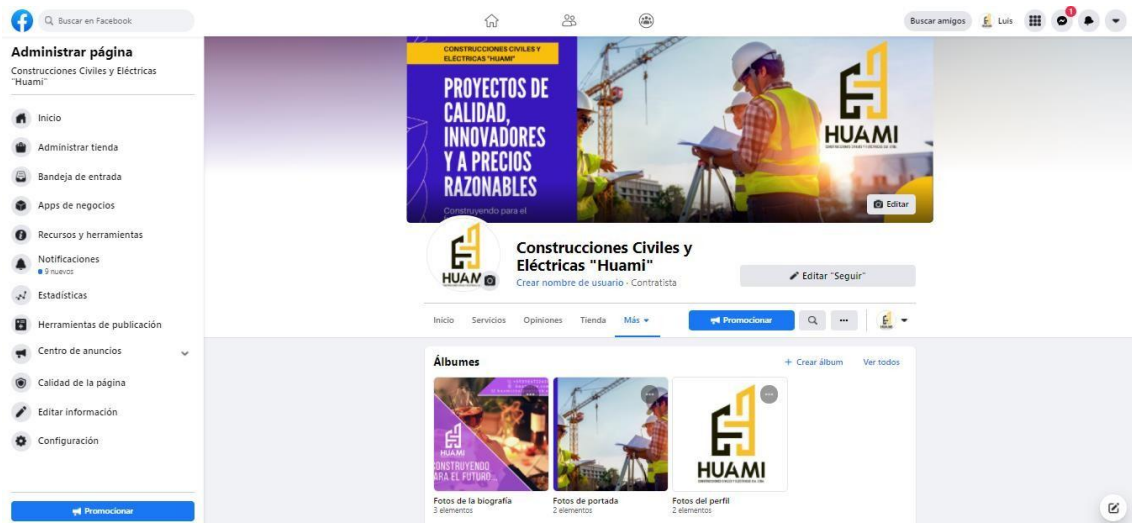 Buscar en Facebook
Buscar amigos
Luis
1
Administrar página
Construcciones Civiles y Eléctricas
"Huami"
Inicio
Administrar tienda
Bandeja de entrada
Apps de negocios
Recursos y herramientas
Notificaciones
9 nuevos
Estadísticas
Herramientas de publicación
Centro de anuncios
Calidad de la página
Editar información
Configuración
Promocionar
CONSTRUCCIONES CIVILES Y
ELÉCTRICAS "HUAMI"
PROYECTOS DE
CALIDAD,
INNOVADORES
Y A PRECIOS
RAZONABLES
Construyendo para el
HUAMI
Editar
HUAM
Construcciones Civiles y
Eléctricas "Huami"
Crear nombre de usuario · Contratista
Editar "Seguir"
Inicio
Servicios
Opiniones
Tienda
Más
Promocionar
Álbumes
+ Crear álbum
Ver todos
HUAMI
ONSTRUYENDO
ARA EL FUTURO
HUAMI
Fotos de la biografía
3 elementos
Fotos de portada
2 elementos
Fotos del perfil
2 elementos